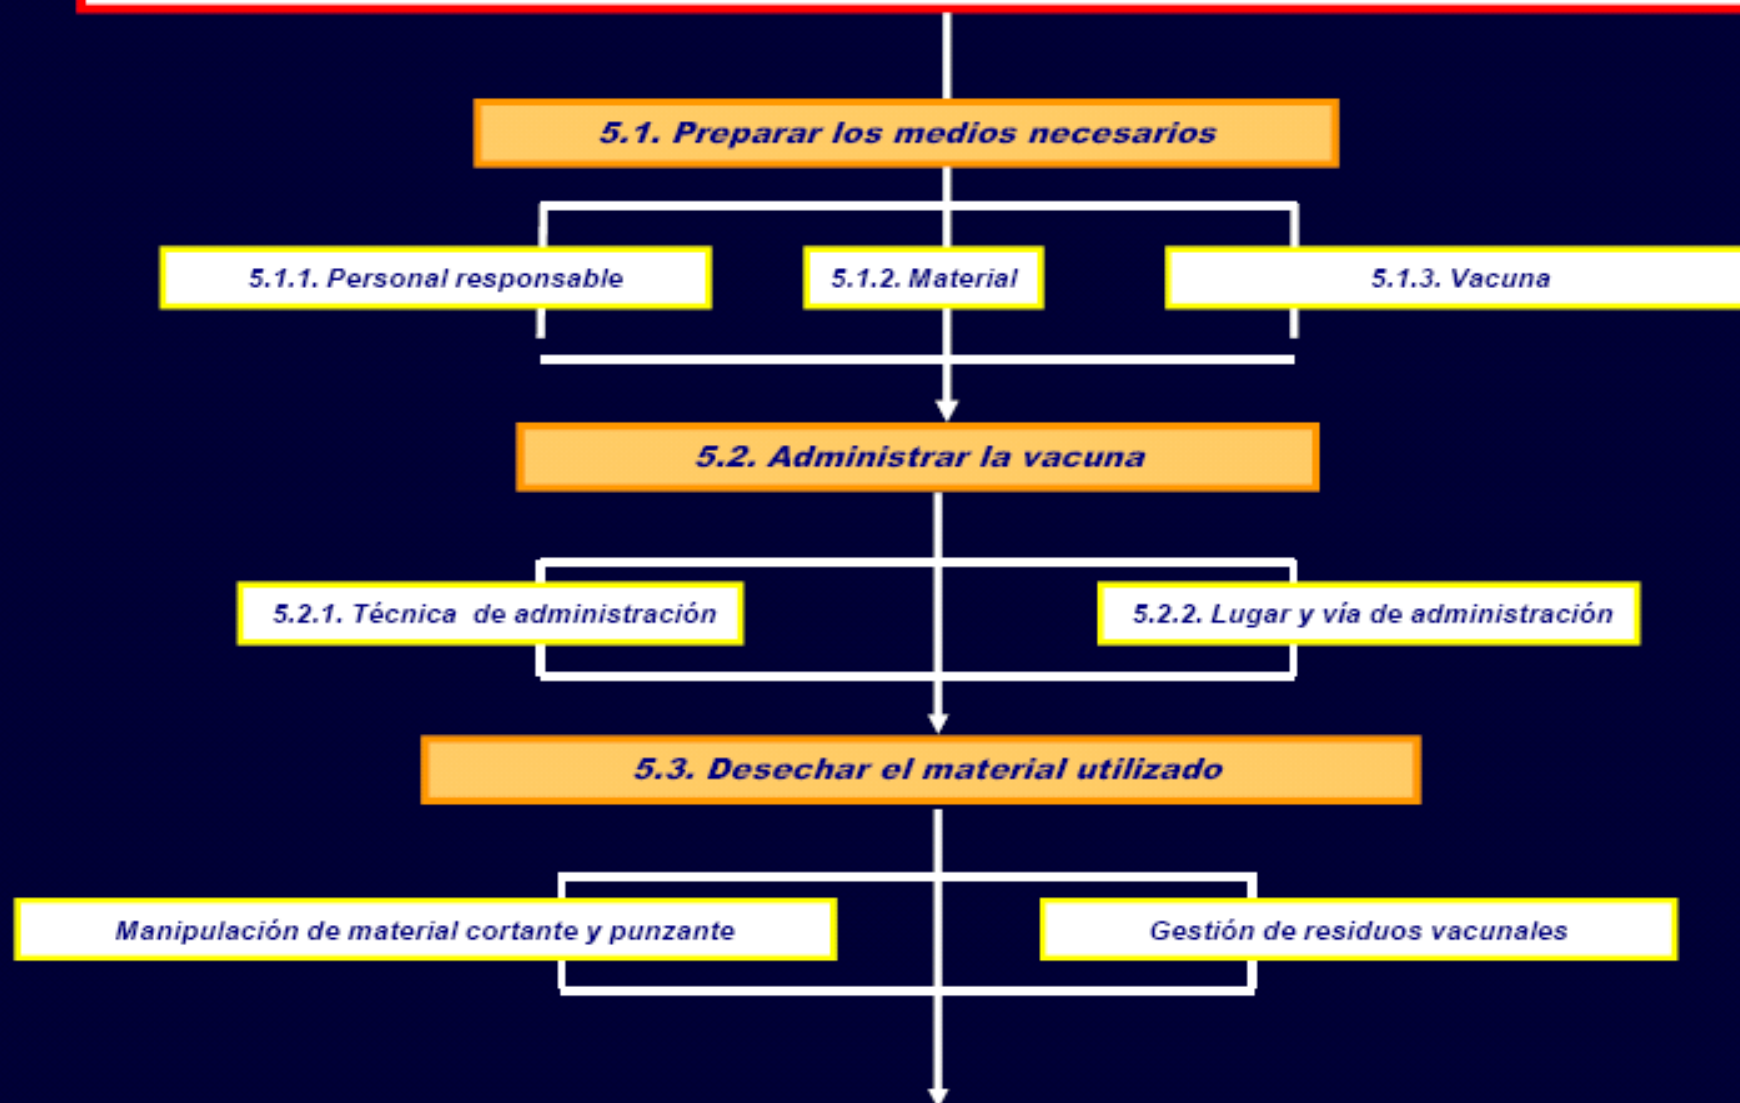 5.1. Preparar los medios necesarios
5.1.1. Personal responsable
5.1.2. Material
5.1.3. Vacuna
5.2. Administrar la vacuna
5.2.1. Técnica de administración
5.2.2. Lugar y vía de administración
5.3. Desechar el material utilizado
Manipulación de material cortante y punzante
Gestión de residuos vacunales